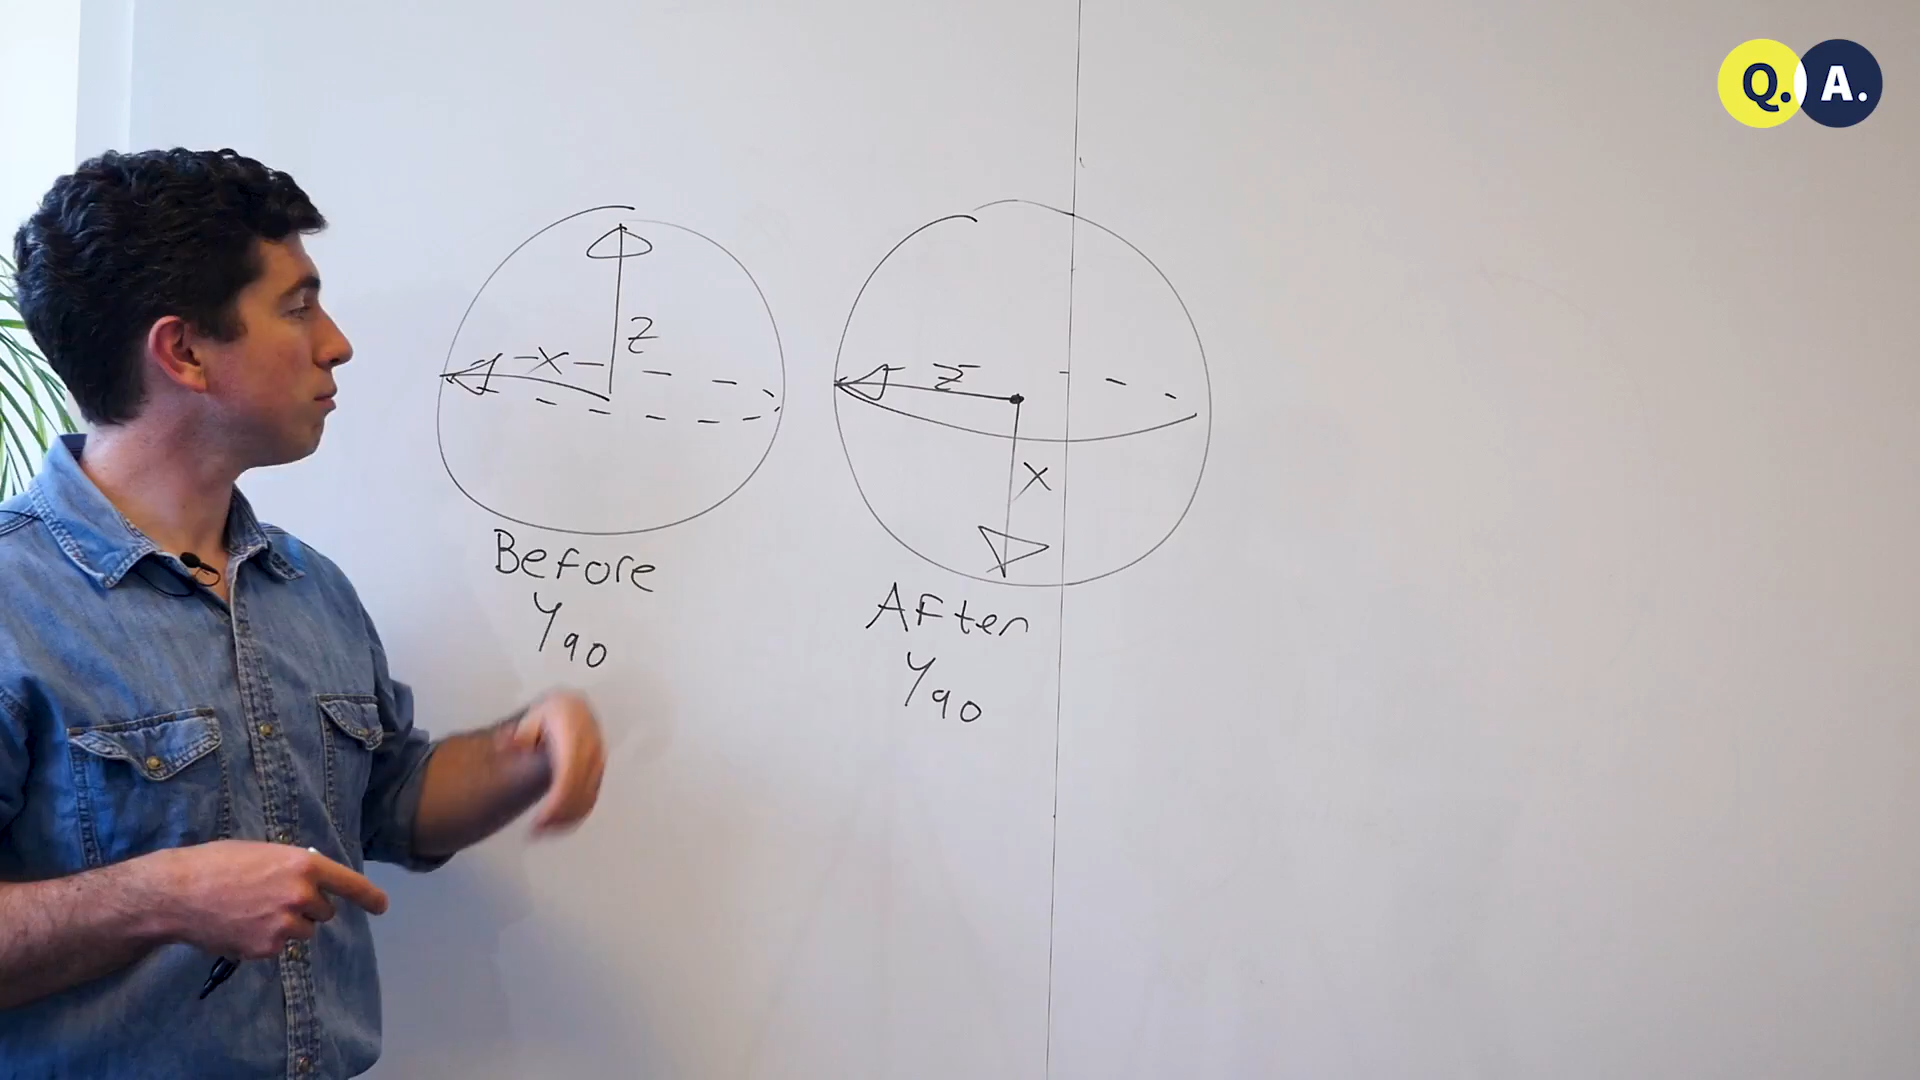 Q. A.
Z
X
Before
Y90
Z
X
After
Y90